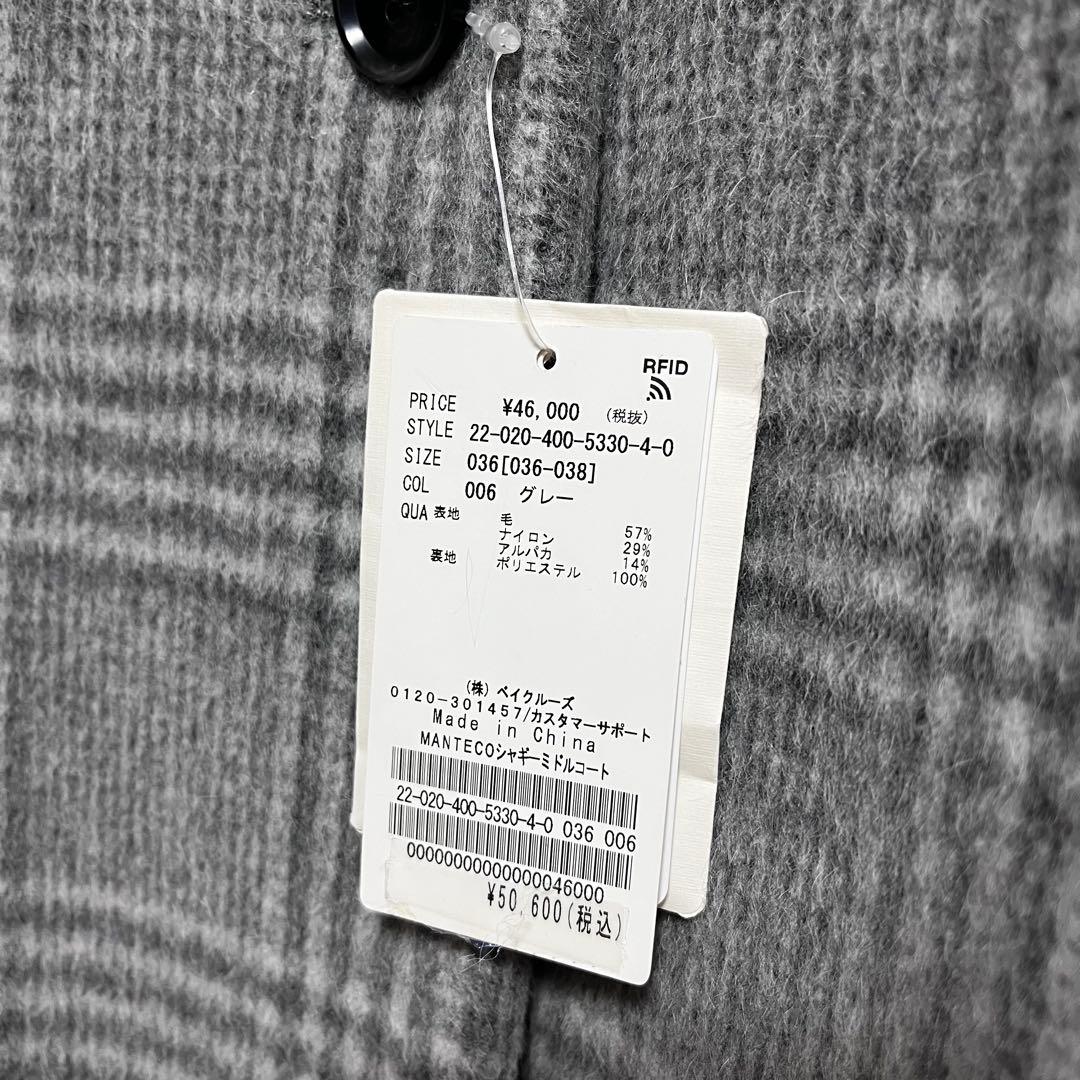 RFID
PRICE ¥46,000 (税抜)
STYLE 22-020-400-5330-4-0
SIZE 036[036-038]
COL 006 グレー
QUA 表地 毛 57%
ナイロン 29%
アルパカ 14%
裏地 ポリエステル 100%
(株) ベイクルーズ
0120-301457/カスタマーサポート
Made in China
MANTECOシャギーミドルコート
22-020-400-5330-4-0 036 006
00000000000000046000
¥50,600(税込)